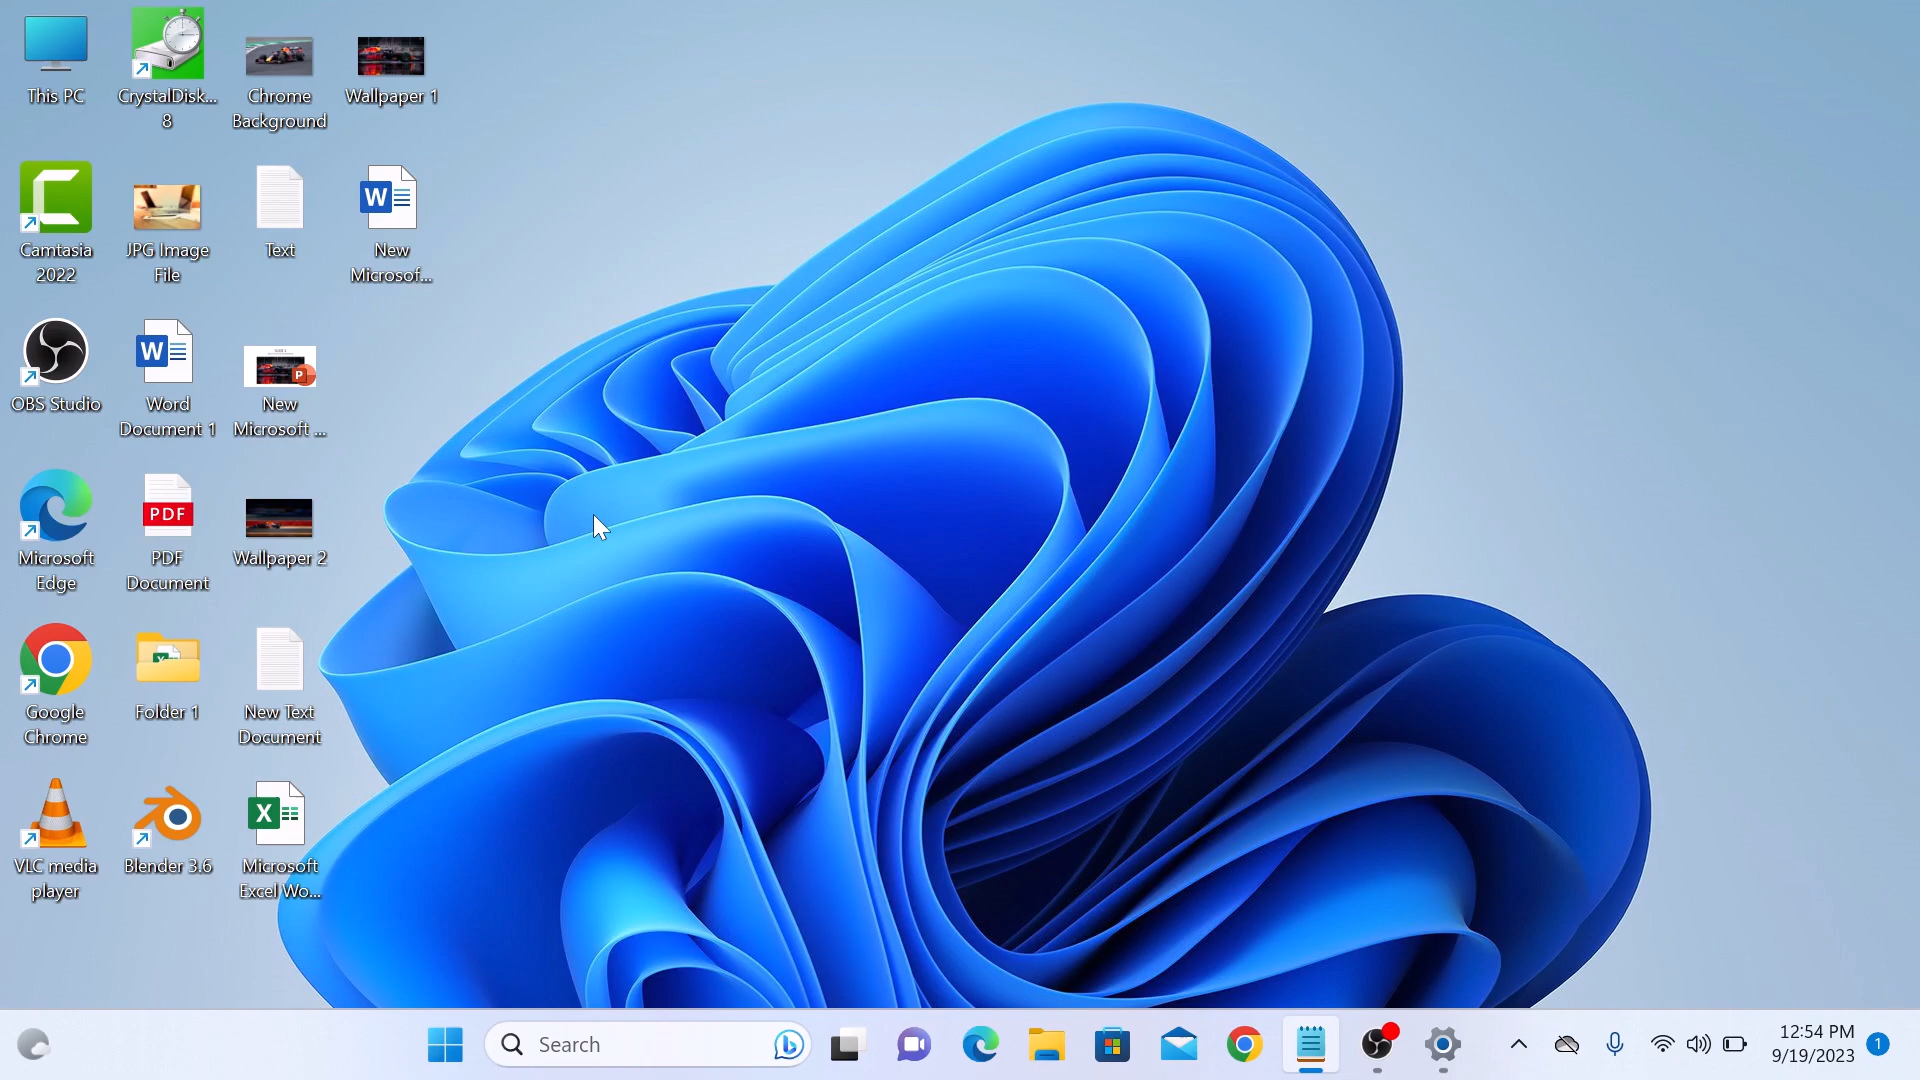 This PC
CrystalDisk...
8
Chrome
Background
Wallpaper 1
Camtasia
2022
JPG Image
File
Text
W
New
Microsof...
OBS Studio
W
Word
Document 1
P
New
Microsoft ...
Microsoft
Edge
PDF
PDF
Document
Wallpaper 2
Google
Chrome
Folder 1
New Text
Document
VLC media
player
Blender 3.6
X
Microsoft
Excel Wo...
Search
12:54 PM
9/19/2023
1